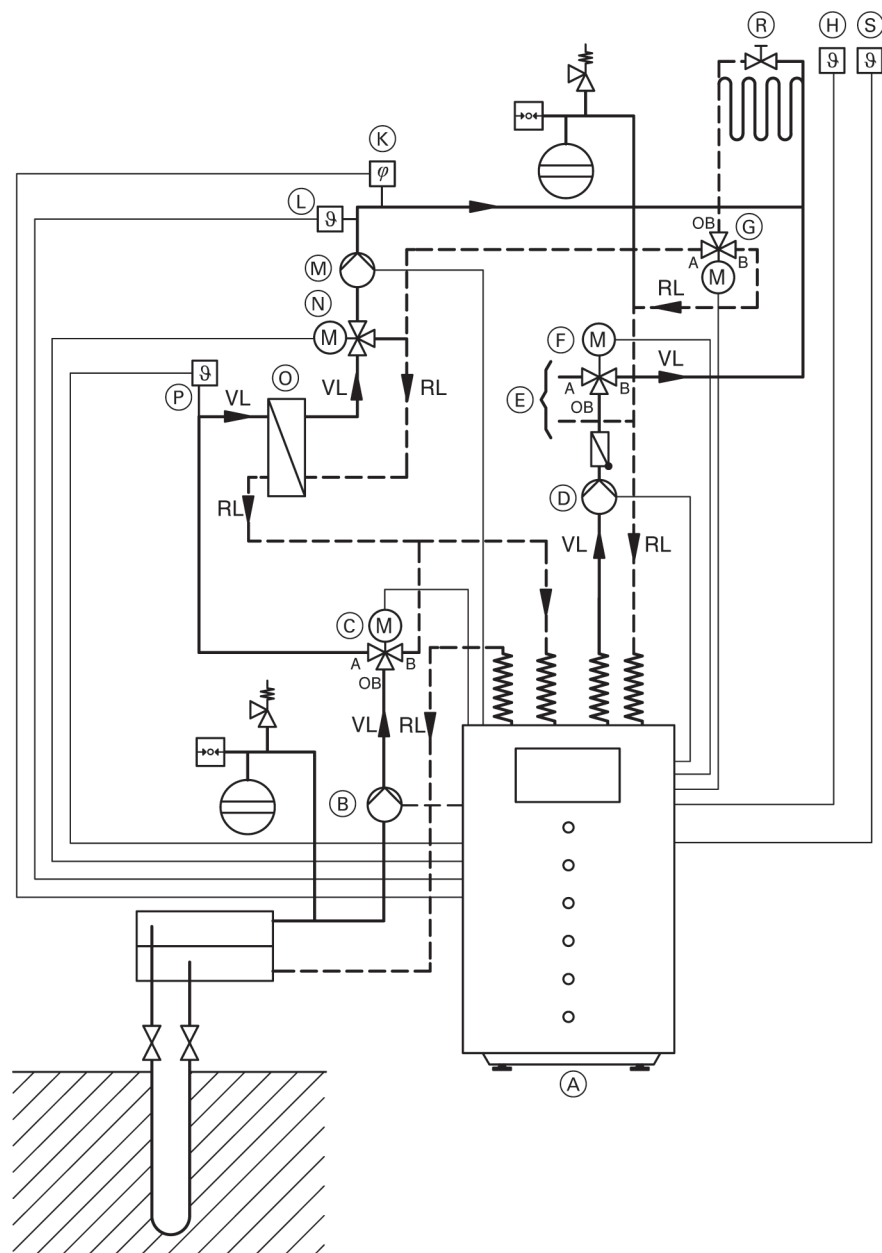 R H S
ϑ ϑ
K
φ
L ϑ
OB G
A B
M M
RL
N
F M
M VL
ϑ O A B
E
P VL VL RL OB
RL D
VL RL
C M
A B
OB
VL RL
B
A